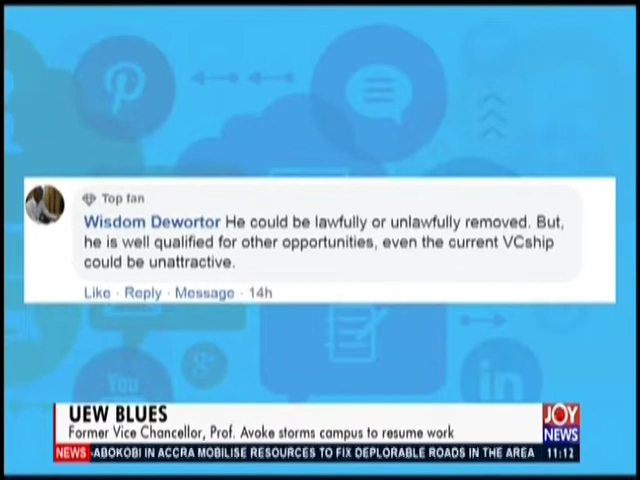 Top fan
Wisdom Dewortor He could be lawfully or unlawfully removed. But,
he is well qualified for other opportunities, even the current VCship
could be unattractive.
Like · Reply · Message · 14h
You
g+
in
UEW BLUES
Former Vice Chancellor, Prof. Avoke storms campus to resume work
JOY
NEWS
NEWS -ABOKOBI IN ACCRA MOBILISE RESOURCES TO FIX DEPLORABLE ROADS IN THE AREA 11:12